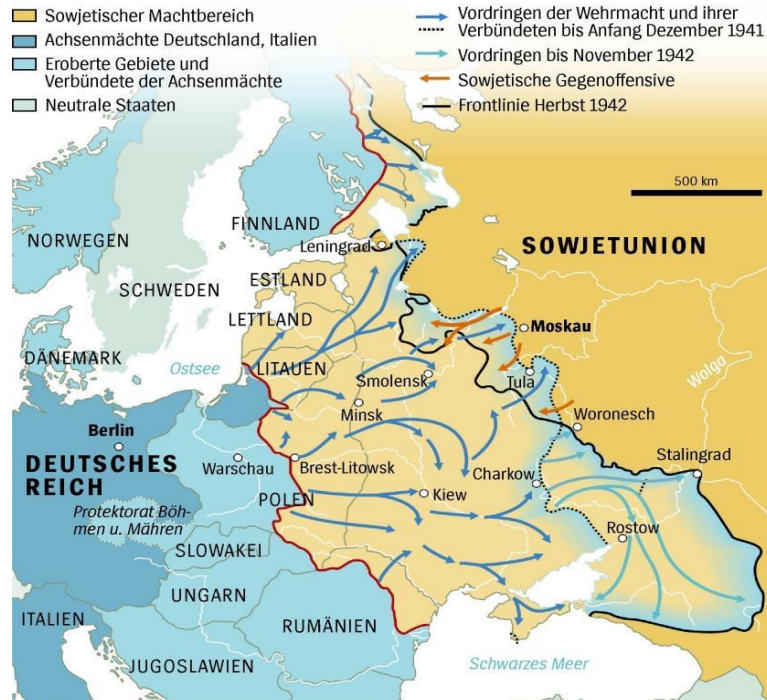 Sowjetischer Machtbereich
Achsenmächte Deutschland, Italien
Eroberte Gebiete und
Verbündete der Achsenmächte
Neutrale Staaten
Vordringen der Wehrmacht und ihrer
Verbündeten bis Anfang Dezember 1941
Vordringen bis November 1942
Sowjetische Gegenoffensive
Frontlinie Herbst 1942
500 km
FINNLAND
NORWEGEN
Leningrad
SOWJETUNION
ESTLAND
SCHWEDEN
LETTLAND
Moskau
DÄNEMARK
Ostsee
LITAUEN
Smolensk
Tula
Wolga
Minsk
Woronesch
Berlin
Stalingrad
DEUTSCHES
REICH
Warschau
Brest-Litowsk
Charkow
POLEN
Kiew
Protektorat Böh-
men u. Mähren
Rostow
SLOWAKEI
UNGARN
ITALIEN
RUMÄNIEN
JUGOSLAWIEN
Schwarzes Meer